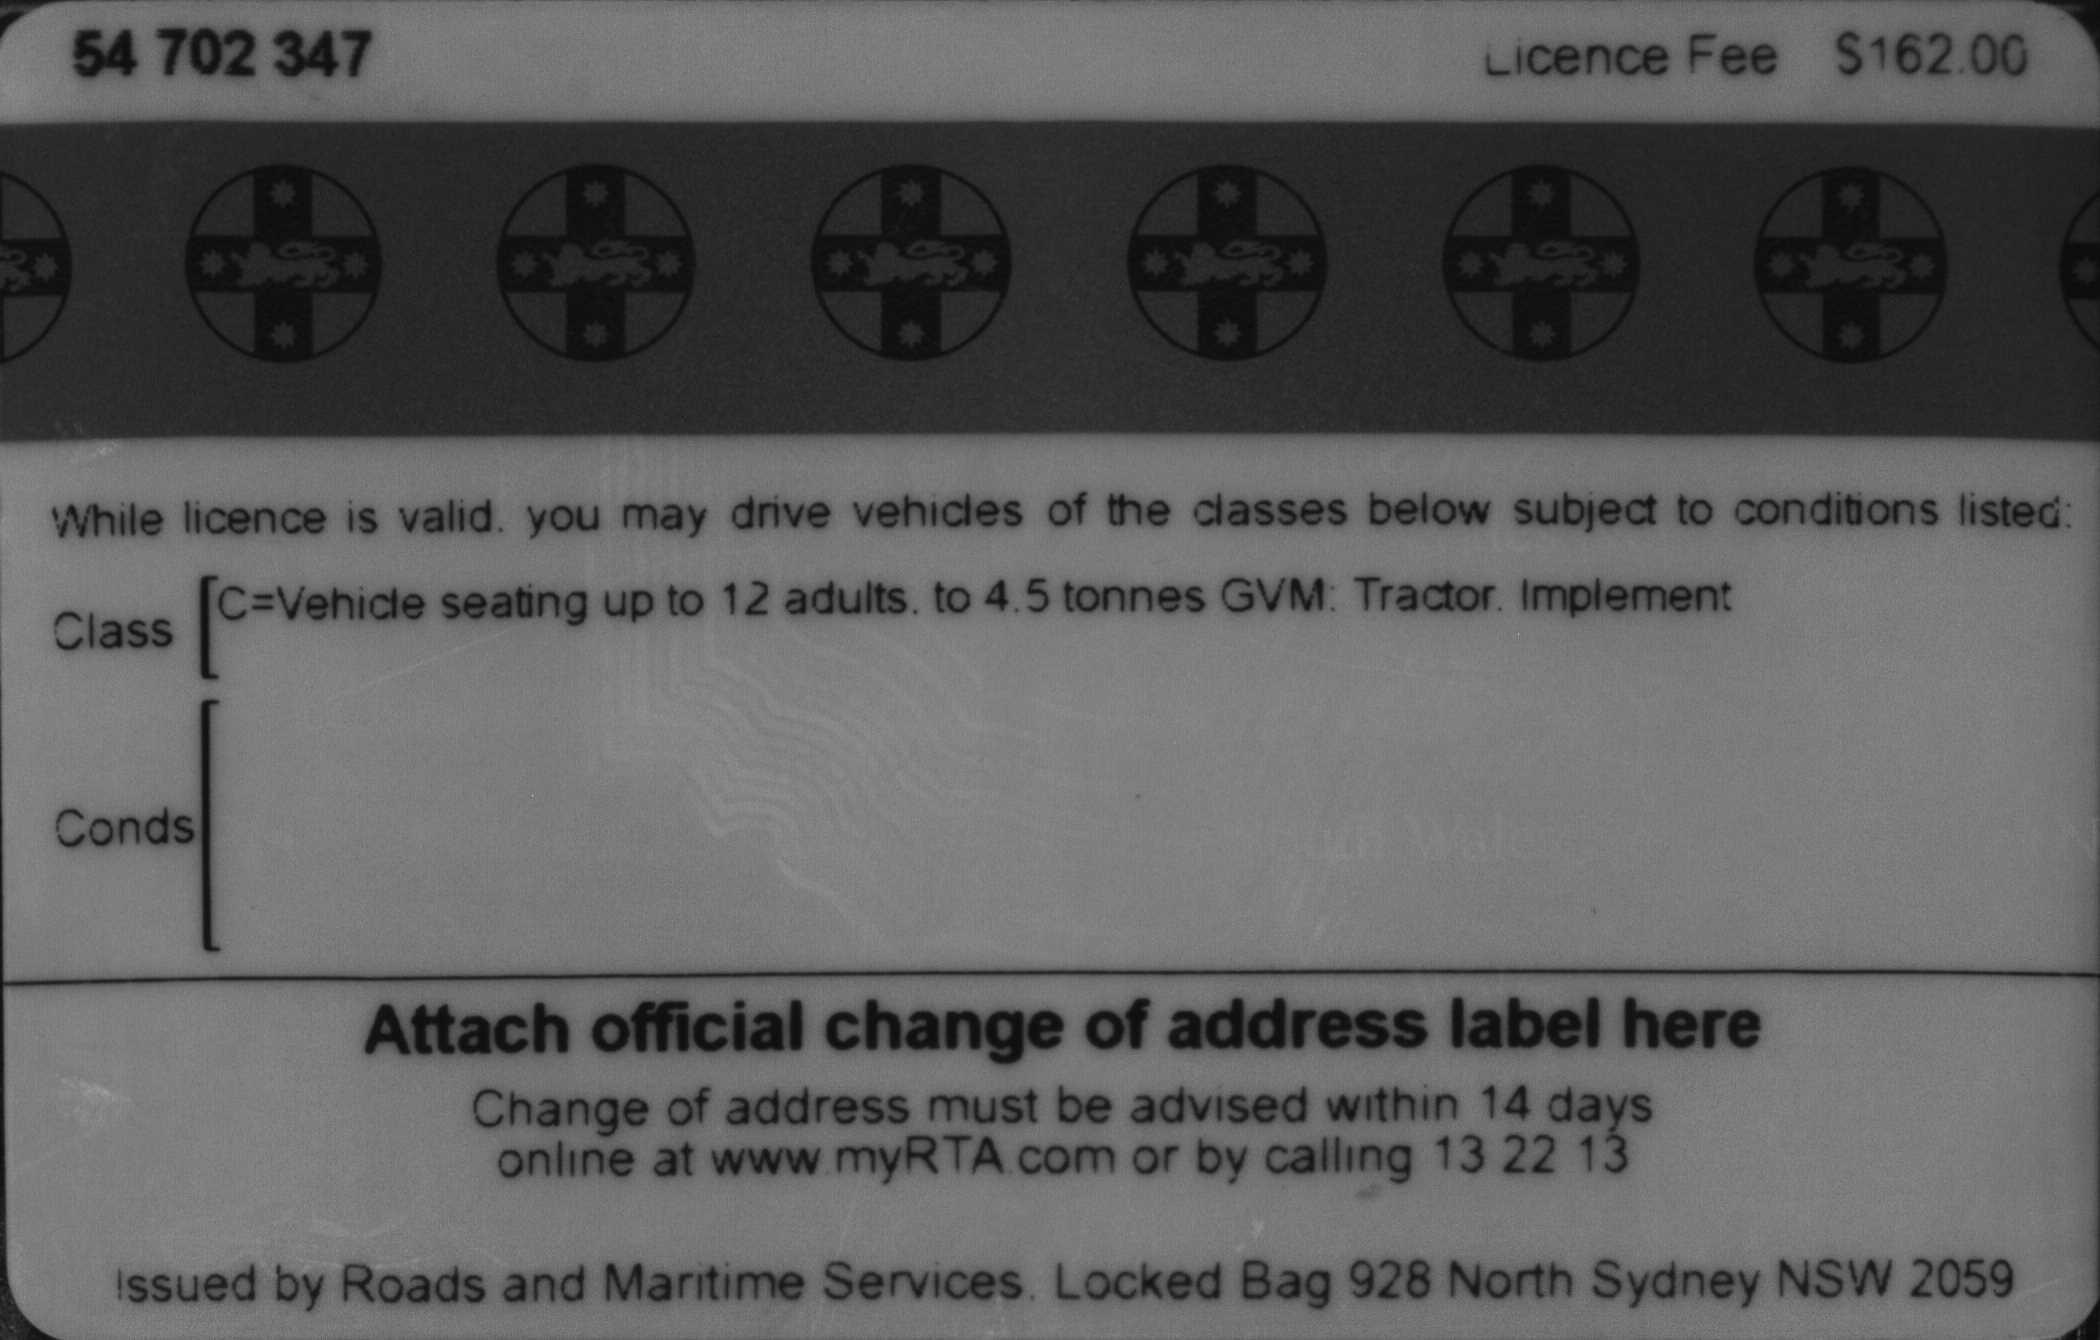 54 702 347 Licence Fee $162.00
While licence is valid. you may drive vehicles of the classes below subject to conditions listed:
Class C=Vehicle seating up to 12 adults. to 4.5 tonnes GVM: Tractor. Implement
Conds
Attach official change of address label here
Change of address must be advised within 14 days
online at www.myRTA.com or by calling 13 22 13
Issued by Roads and Maritime Services. Locked Bag 928 North Sydney NSW 2059